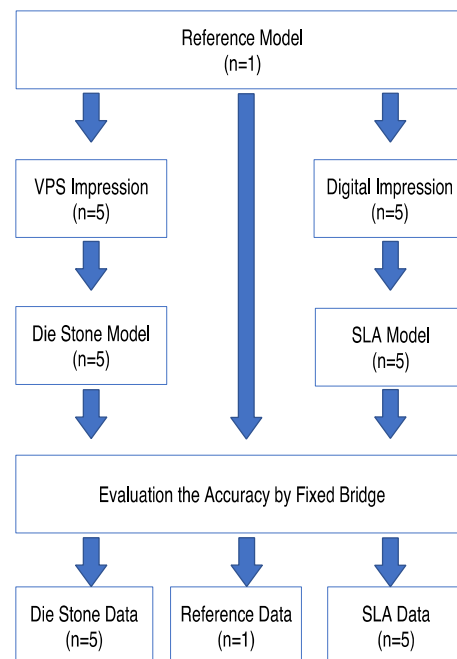 Reference Model
(n=1)
VPS Impression
(n=5)
Digital Impression
(n=5)
Die Stone Model
(n=5)
SLA Model
(n=5)
Evaluation the Accuracy by Fixed Bridge
Die Stone Data
(n=5)
Reference Data
(n=1)
SLA Data
(n=5)